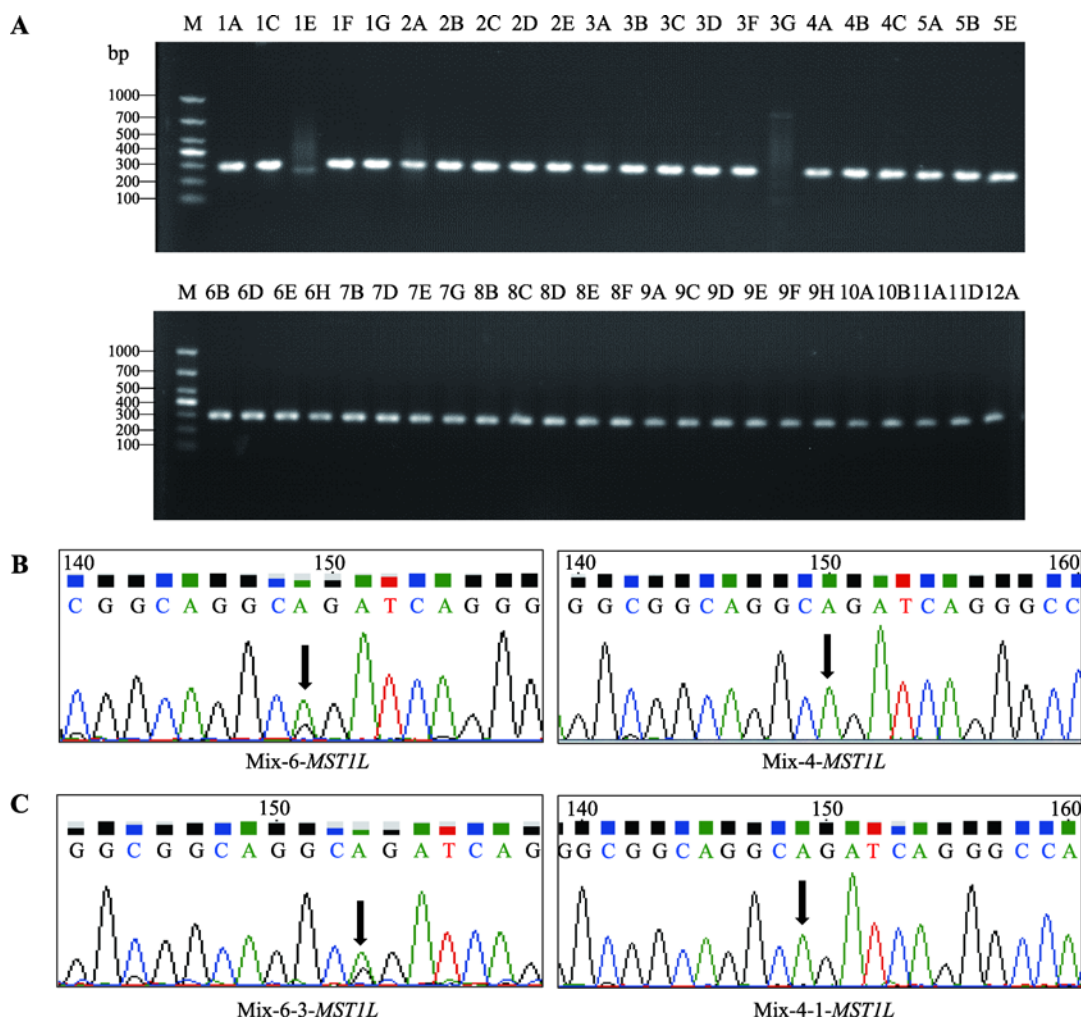 A
M 1A 1C 1E 1F 1G 2A 2B 2C 2D 2E 3A 3B 3C 3D 3F 3G 4A 4B 4C 5A 5B 5E
bp
1000
700
500
400
300
200
100
M 6B 6D 6E 6H 7B 7D 7E 7G 8B 8C 8D 8E 8F 9A 9C 9D 9E 9F 9H 10A 10B 11A 11D 12A
1000
700
500
400
300
200
100
B
140 150
C G G C A G G C A G A T C A G G G
Mix-6-MST1L
140 150 160
G G C G G C A G G C A G A T C A G G G C C
Mix-4-MST1L
C
150
G G C G G C A G G C A G A T C A G
Mix-6-3-MST1L
140 150 160
G G C G G C A G G C A G A T C A G G G C C A
Mix-4-1-MST1L